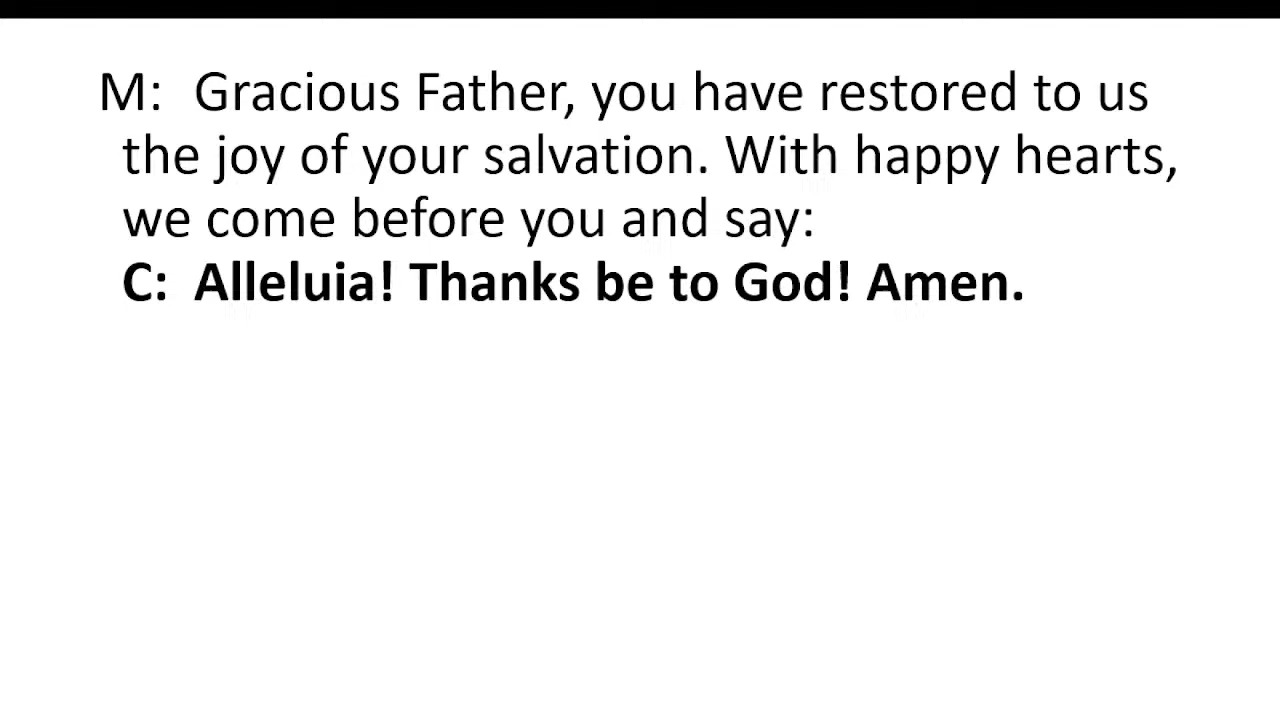 M: Gracious Father, you have restored to us
the joy of your salvation. With happy hearts,
we come before you and say:
C: Alleluia! Thanks be to God! Amen.